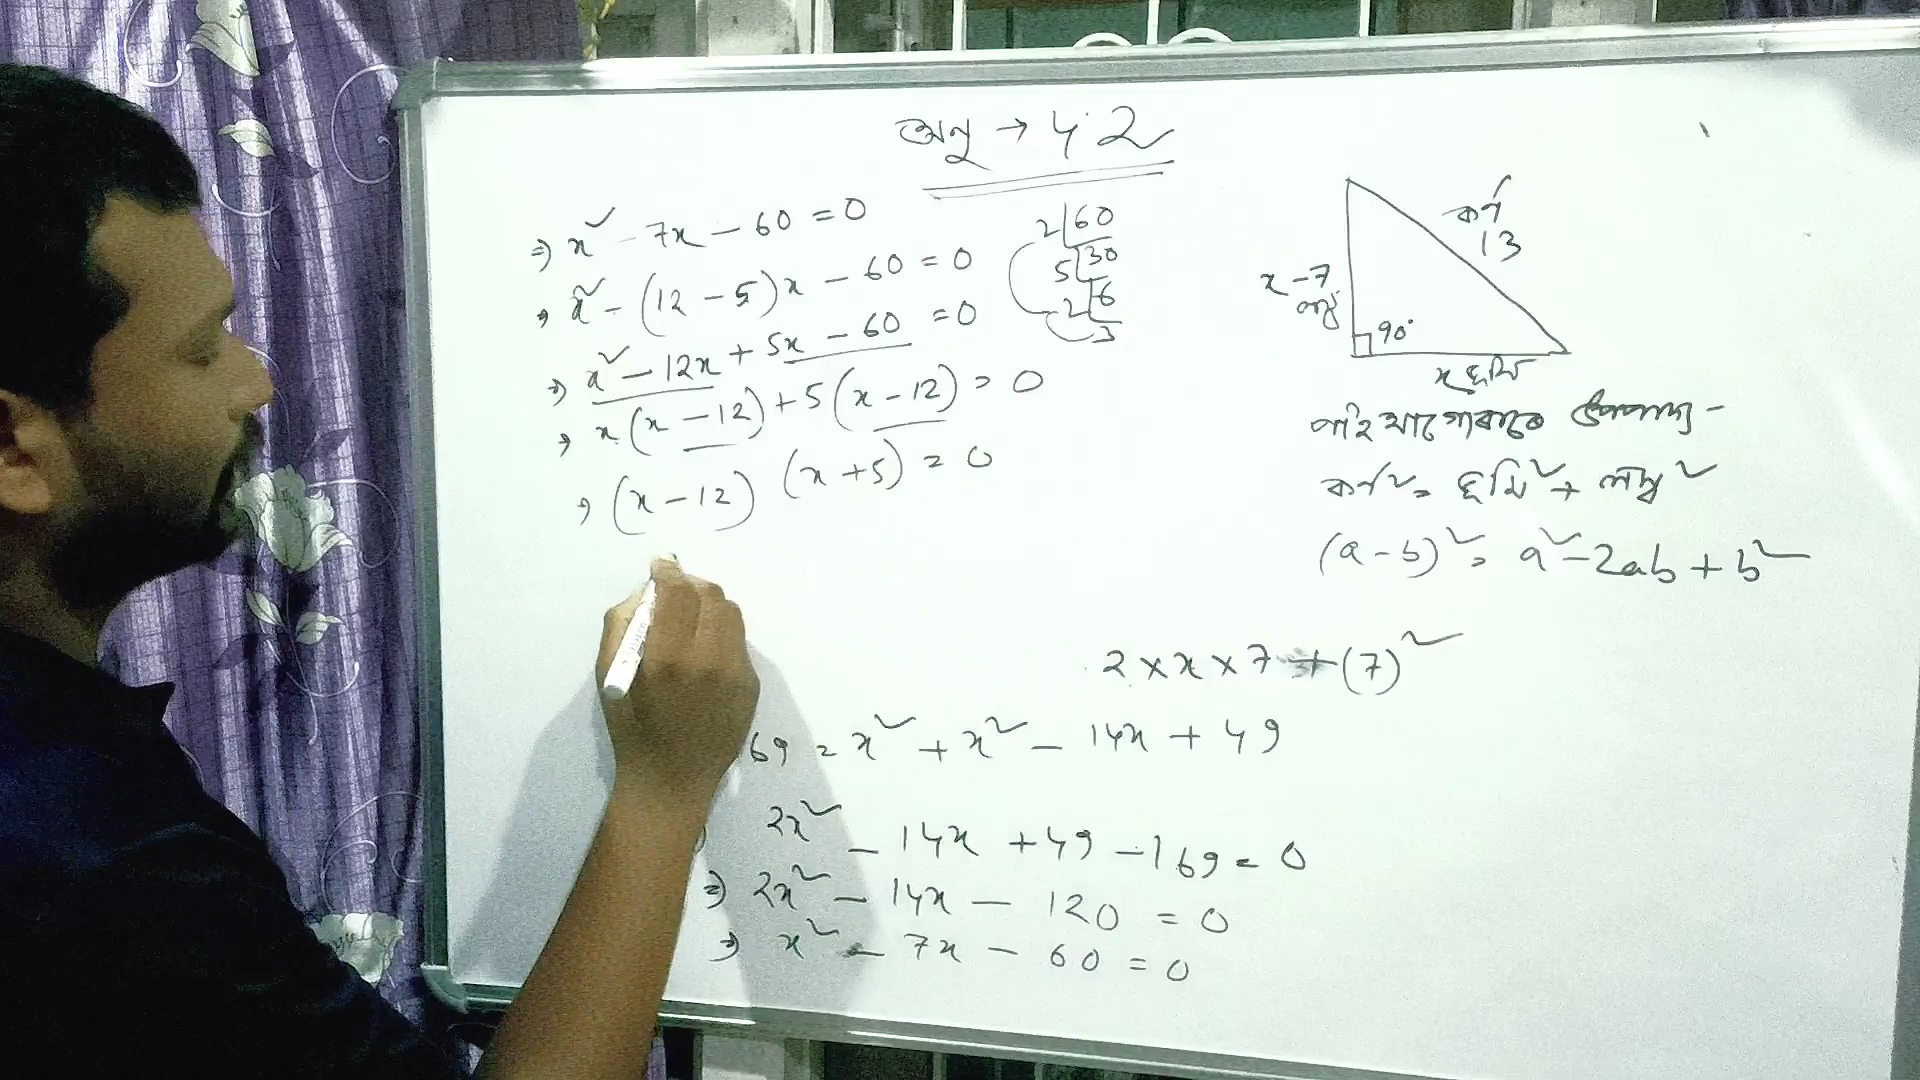 অনু → 4.2
⇒ x² - 7x - 60 = 0
⇒ x² - (12 - 5)x - 60 = 0
⇒ x² - 12x + 5x - 60 = 0
⇒ x(x - 12) + 5(x - 12) = 0
⇒ (x - 12) (x + 5) = 0
2|60
5|30
2|6
3
কর্ণ
13
x - 7
লম্ব
90°
x ভূমি
কর্ণ² = ভূমি² + লম্ব²
(a - b)² = a² - 2ab + b²
2 × x × 7 + (7)²
69 = x² + x² - 14x + 49
2x² - 14x + 49 - 169 = 0
⇒ 2x² - 14x - 120 = 0
⇒ x² - 7x - 60 = 0